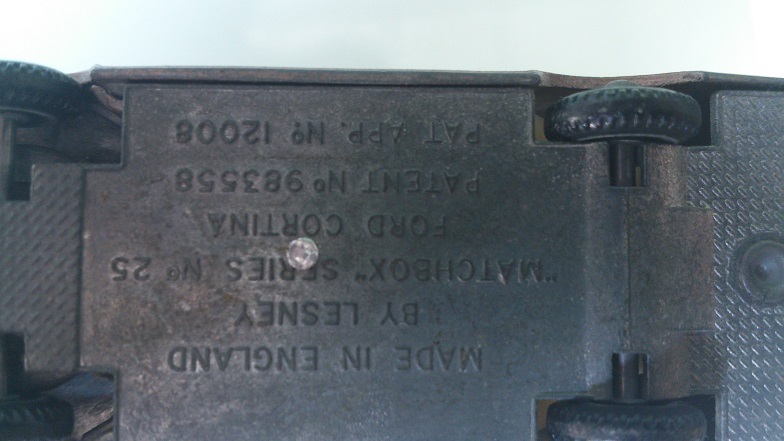 MADE IN ENGLAND
BY LESNEY
"MATCHBOX" SERIES Nº 25
FORD CORTINA
PATENT Nº 983558
PAT. APP. Nº 12008